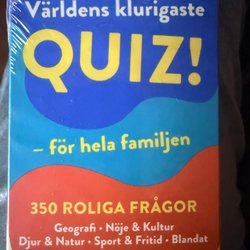 Världens klurigaste
QUIZ!
– för hela familjen
350 ROLIGA FRÅGOR
Geografi • Nöje & Kultur
Djur & Natur • Sport & Fritid • Blandat